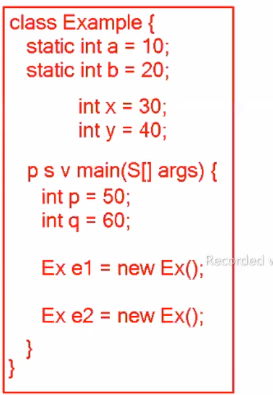 class Example {
static int a = 10;
static int b = 20;
int x = 30;
int y = 40;
p s v main(S[] args) {
int p = 50;
int q = 60;
Ex e1 = new Ex();
Recorded
Ex e2 = new Ex();
}
}